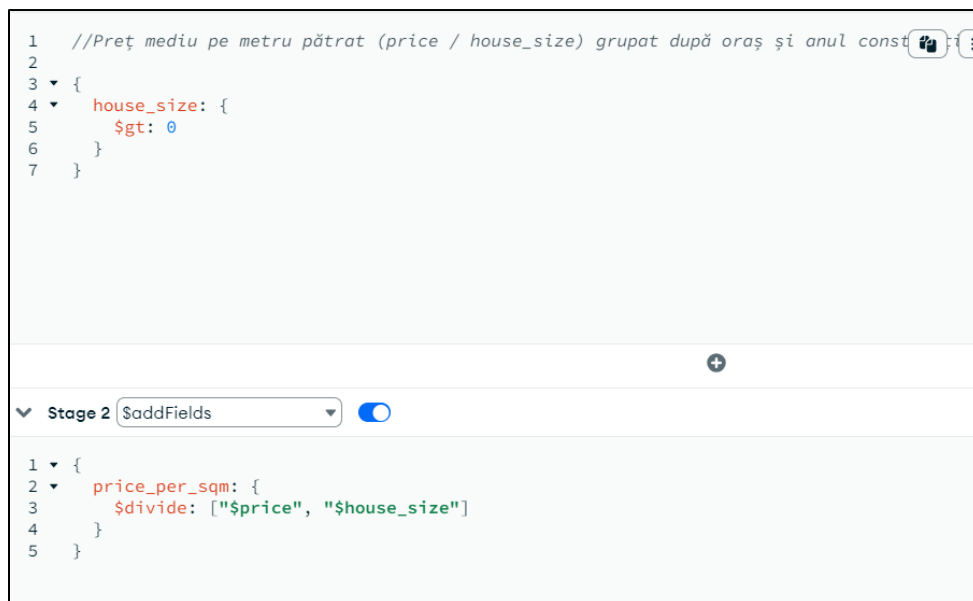 1 //Preț mediu pe metru pătrat (price / house_size) grupat după oraș și anul const
2
3 {
4 house_size: {
5 $gt: 0
6 }
7 }
Stage 2 $addFields
1 {
2 price_per_sqm: {
3 $divide: ["$price", "$house_size"]
4 }
5 }